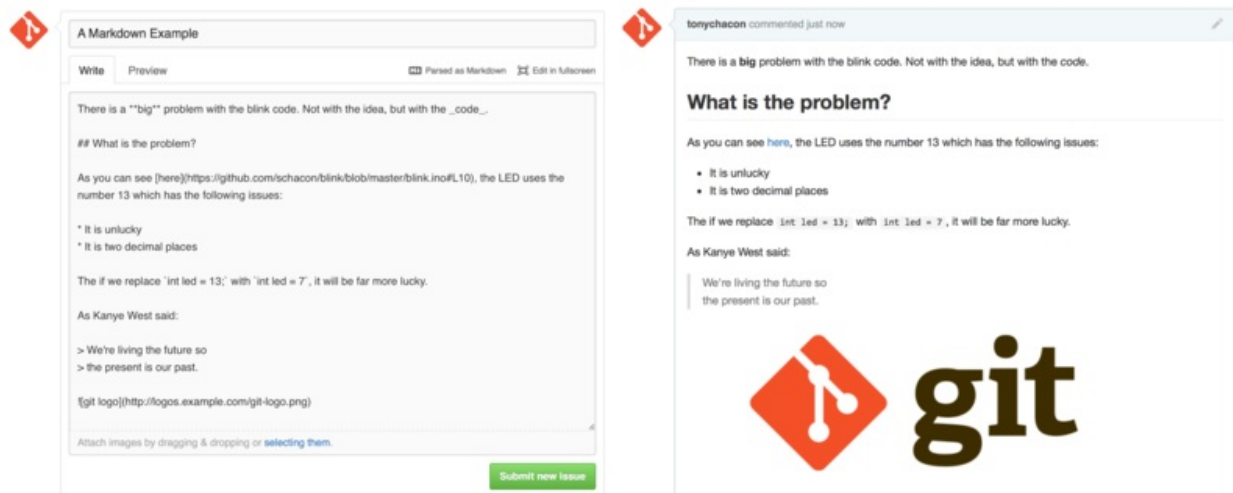 A Markdown Example
Write Preview Parsed as Markdown Edit in fullscreen
There is a **big** problem with the blink code. Not with the idea, but with the _code_.
## What is the problem?
As you can see [here](https://github.com/schacon/blink/blob/master/blink.ino#L10), the LED uses the
number 13 which has the following issues:
* It is unlucky
* It is two decimal places
The if we replace `int led = 13;` with `int led = 7`, it will be far more lucky.
As Kanye West said:
> We're living the future so
> the present is our past.
![git logo](http://logos.example.com/git-logo.png)
Attach images by dragging & dropping or selecting them.
Submit new issue
tonychacon commented just now
There is a big problem with the blink code. Not with the idea, but with the code.
What is the problem?
As you can see here, the LED uses the number 13 which has the following issues:
• It is unlucky
• It is two decimal places
The if we replace int led = 13; with int led = 7, it will be far more lucky.
As Kanye West said:
We're living the future so
the present is our past.
git